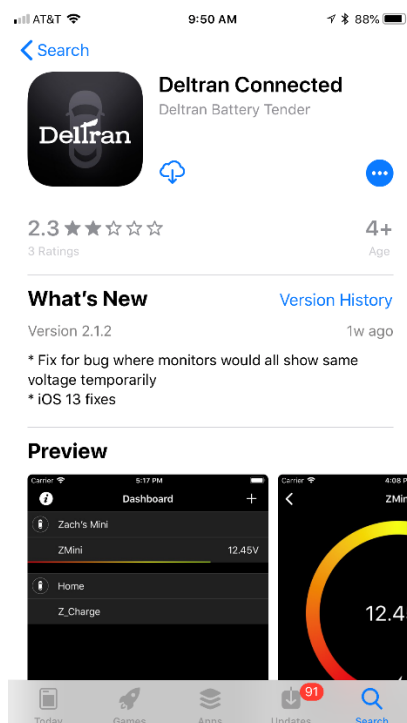 AT&T 9:50 AM 88%
Search
Deltran Connected
Deltran Battery Tender
Deltran
2.3 4+
3 Ratings Age
What's New Version History
Version 2.1.2 1w ago
* Fix for bug where monitors would all show same
voltage temporarily
* iOS 13 fixes
Preview
Carrier 5:17 PM Carrier 4:08 P
Dashboard ZMin
Zach's Mini
ZMini 12.45V
Home
Z_Charge
12.4
91
Today Games Apps Updates Search